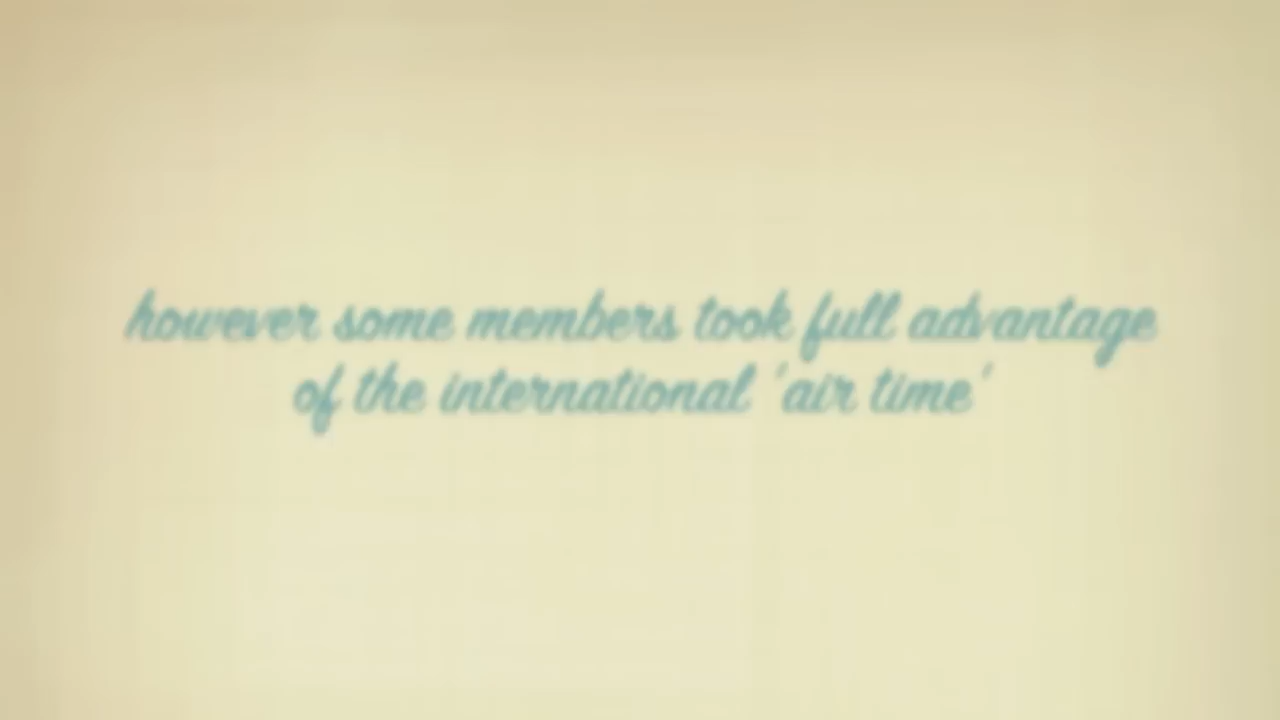 however some members took full advantage
of the international 'air time'